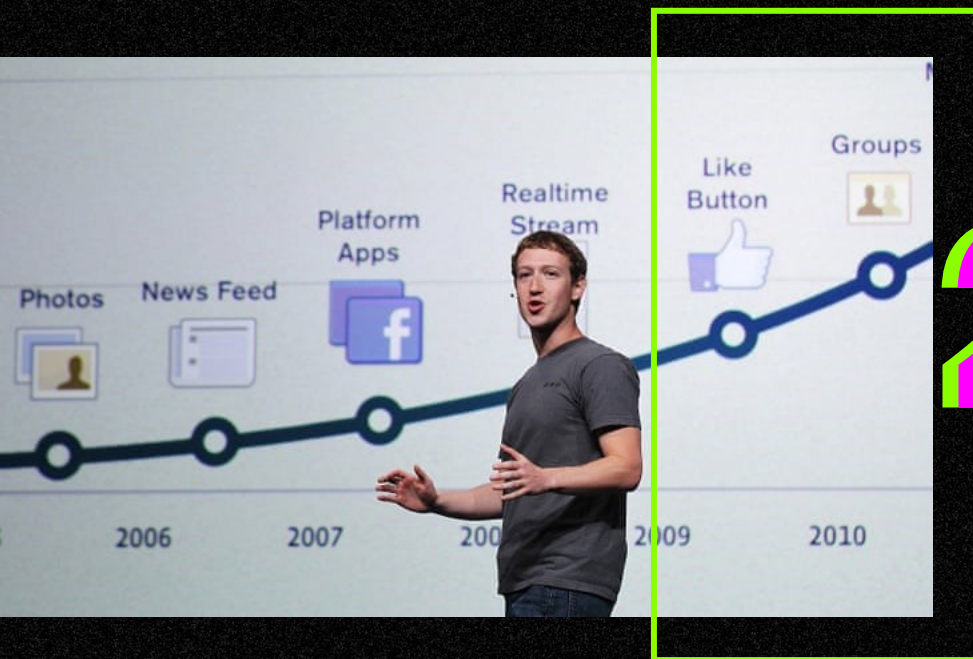 Groups
Like
Button
Realtime
Stream
Platform
Apps
News Feed
Photos
f
2006
2007
2009
2010